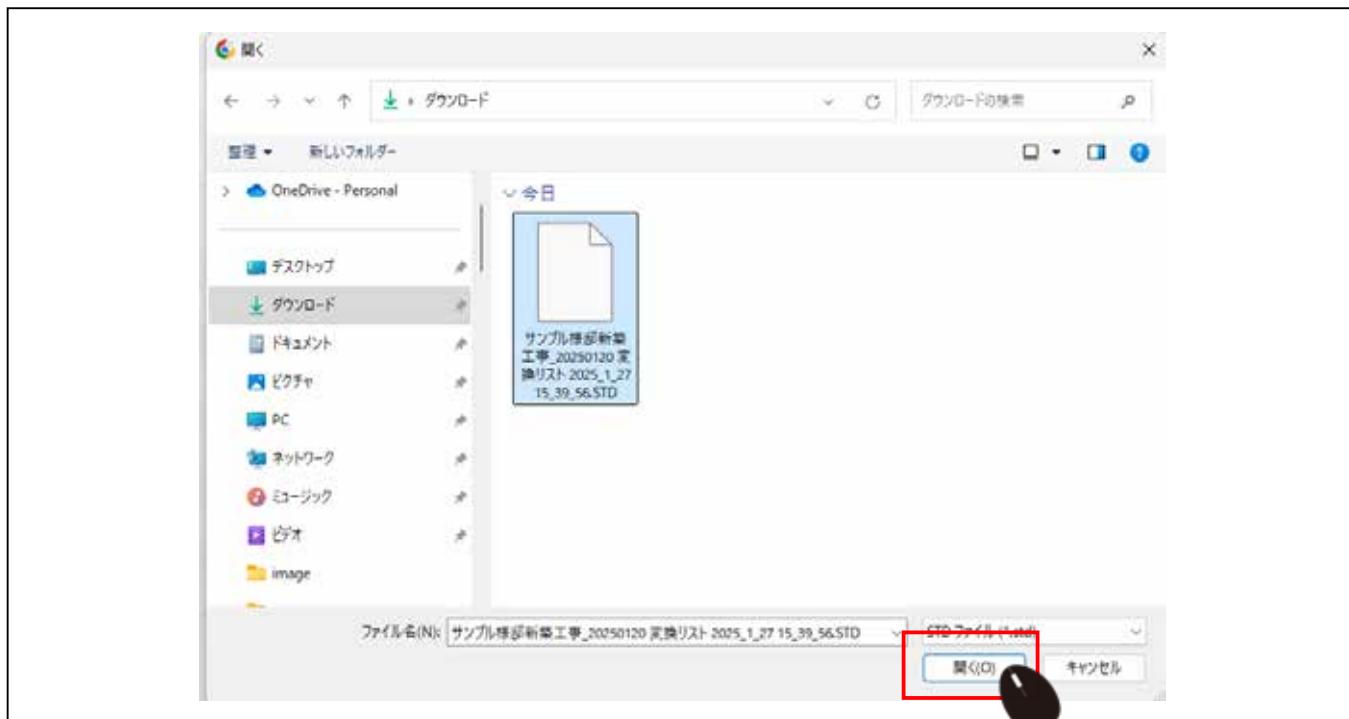 開く
ダウンロード
ダウンロードの検索
整理
新しいフォルダー
OneDrive - Personal
デスクトップ
ダウンロード
ドキュメント
ピクチャ
PC
ネットワーク
ミュージック
ビデオ
image
今日
サンプル様邸新築
工事_20250120 変
換リスト 2025_1_27
15_39_56.STD
ファイル名(N):
サンプル様邸新築工事_20250120 変換リスト 2025_1_27 15_39_56.STD
STD ファイル (*.std)
開く(O)
キャンセル